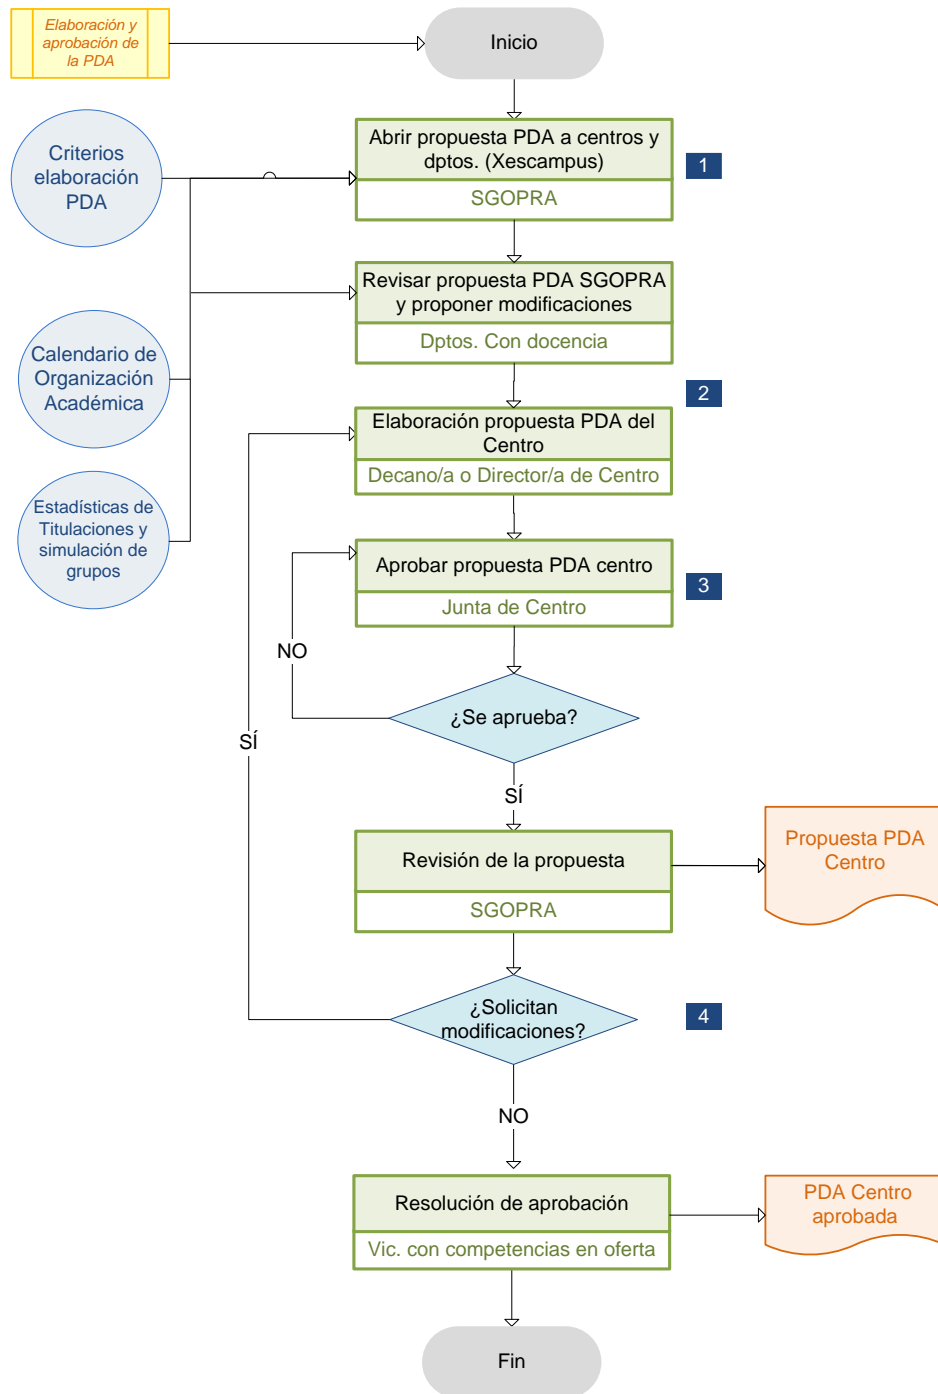 Elaboración y
aprobación de
la PDA
Inicio
Criterios
elaboración
PDA
Abrir propuesta PDA a centros y
dptos. (Xescampus)
SGOPRA
1
Revisar propuesta PDA SGOPRA
y proponer modificaciones
Dptos. Con docencia
Calendario de
Organización
Académica
2
Elaboración propuesta PDA del
Centro
Decano/a o Director/a de Centro
Estadísticas de
Titulaciones y
simulación de
grupos
Aprobar propuesta PDA centro
Junta de Centro
3
NO
¿Se aprueba?
SÍ
SÍ
Revisión de la propuesta
SGOPRA
Propuesta PDA
Centro
¿Solicitan
modificaciones?
4
NO
Resolución de aprobación
Vic. con competencias en oferta
PDA Centro
aprobada
Fin